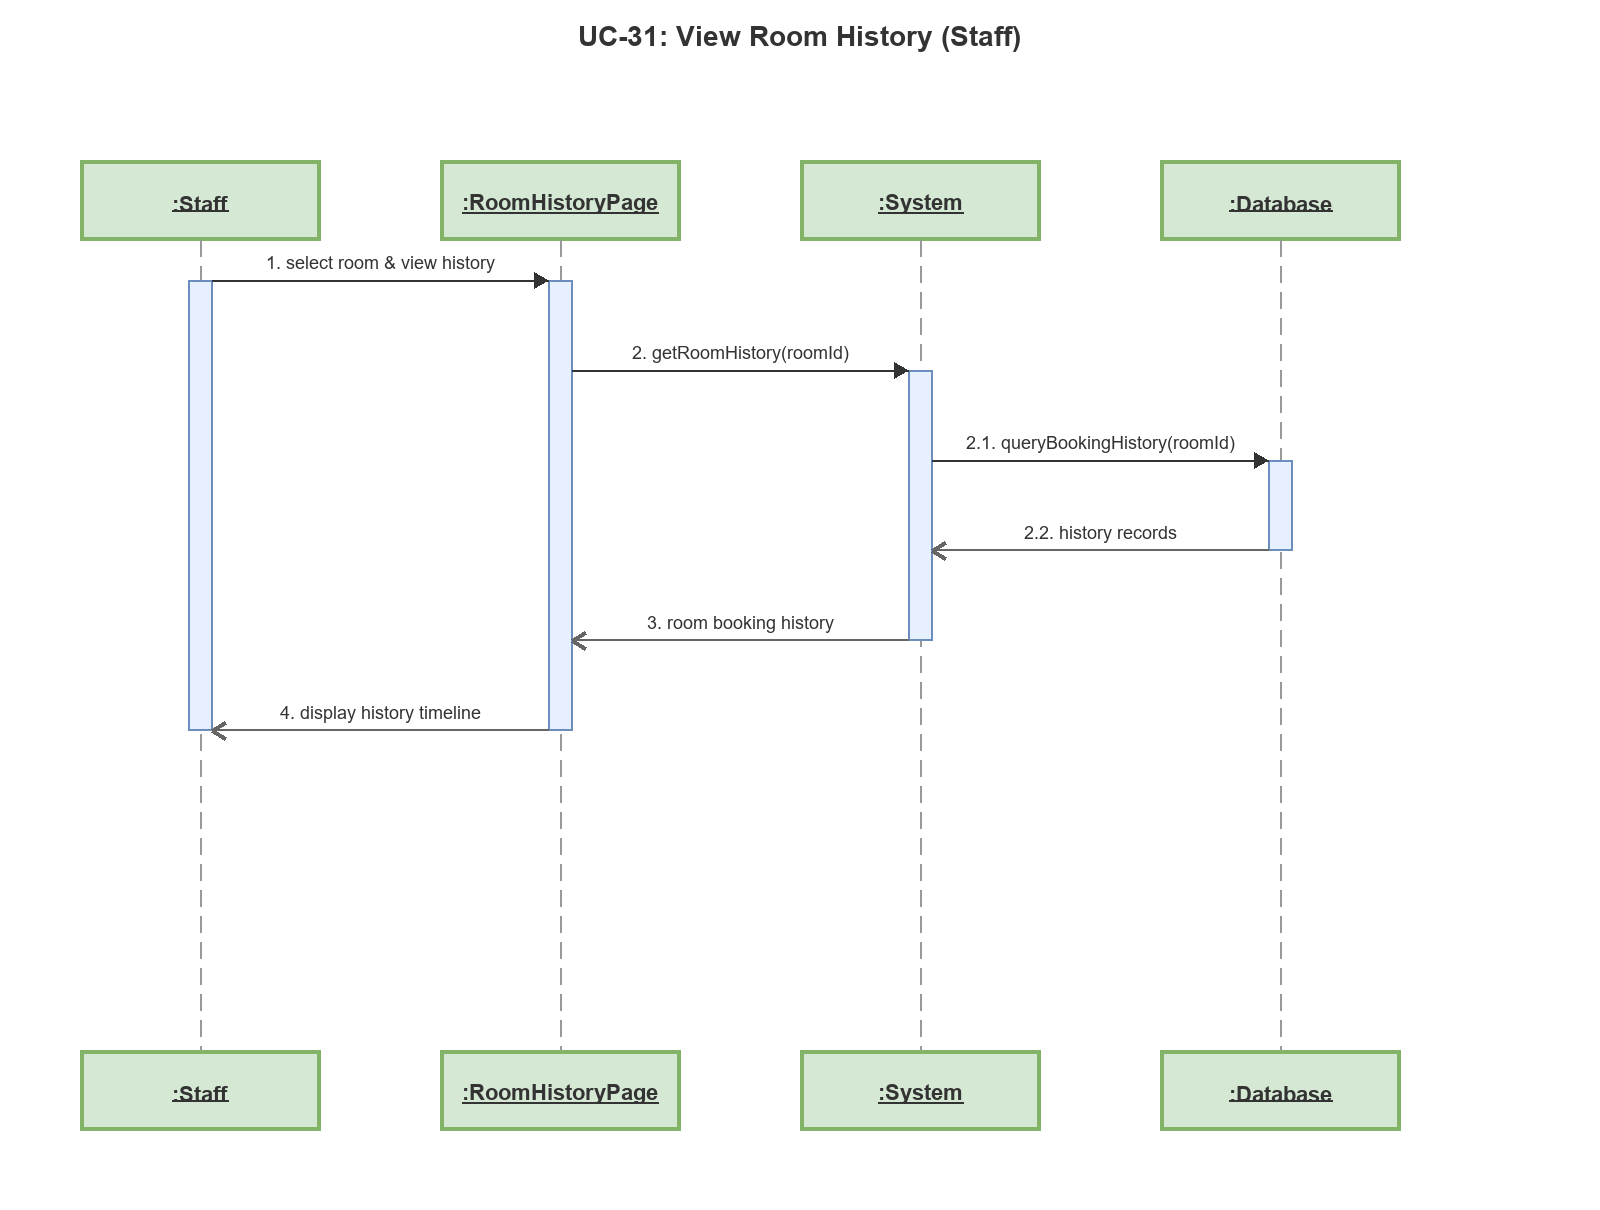 UC-31: View Room History (Staff)
:Staff
:RoomHistoryPage
:System
:Database
1. select room & view history
2. getRoomHistory(roomId)
2.1. queryBookingHistory(roomId)
2.2. history records
3. room booking history
4. display history timeline
:Staff
:RoomHistoryPage
:System
:Database